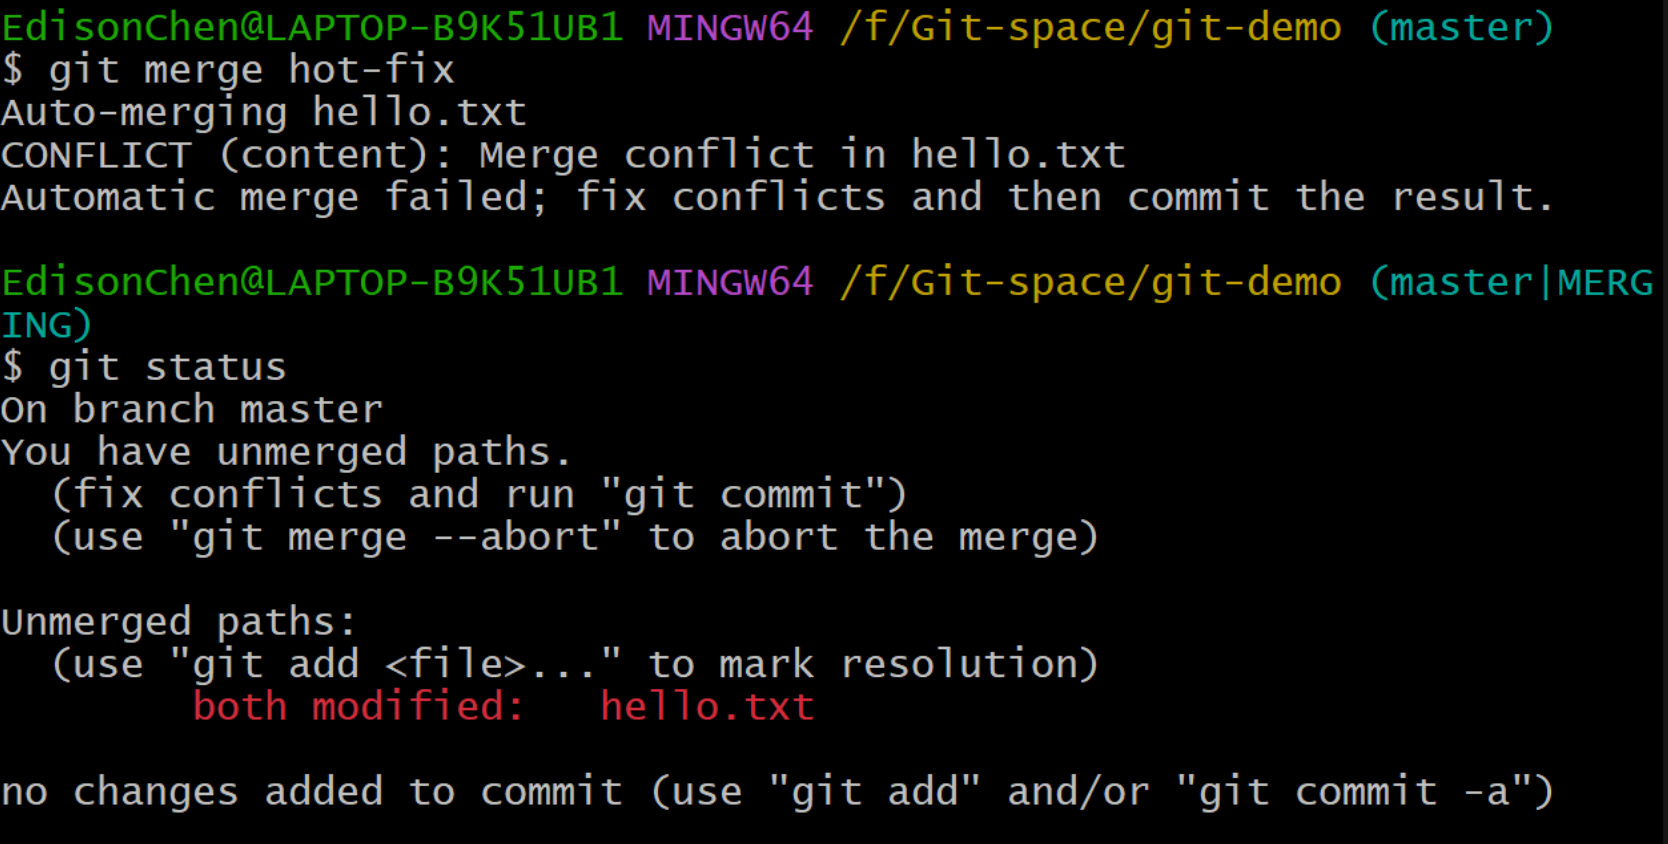 EdisonChen@LAPTOP-B9K51UB1 MINGW64 /f/Git-space/git-demo (master)
$ git merge hot-fix
Auto-merging hello.txt
CONFLICT (content): Merge conflict in hello.txt
Automatic merge failed; fix conflicts and then commit the result.
EdisonChen@LAPTOP-B9K51UB1 MINGW64 /f/Git-space/git-demo (master|MERG
ING)
$ git status
On branch master
You have unmerged paths.
  (fix conflicts and run "git commit")
  (use "git merge --abort" to abort the merge)
Unmerged paths:
  (use "git add <file>..." to mark resolution)
        both modified:   hello.txt
no changes added to commit (use "git add" and/or "git commit -a")